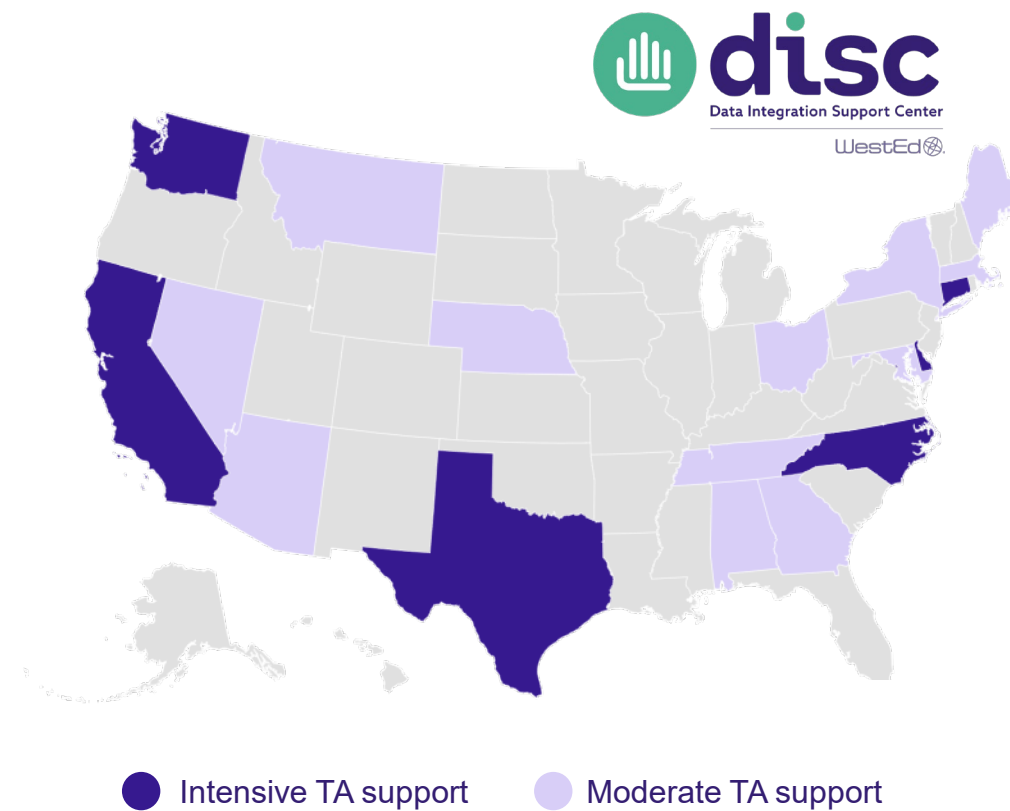 disc
Data Integration Support Center
WestEd
Intensive TA support
Moderate TA support